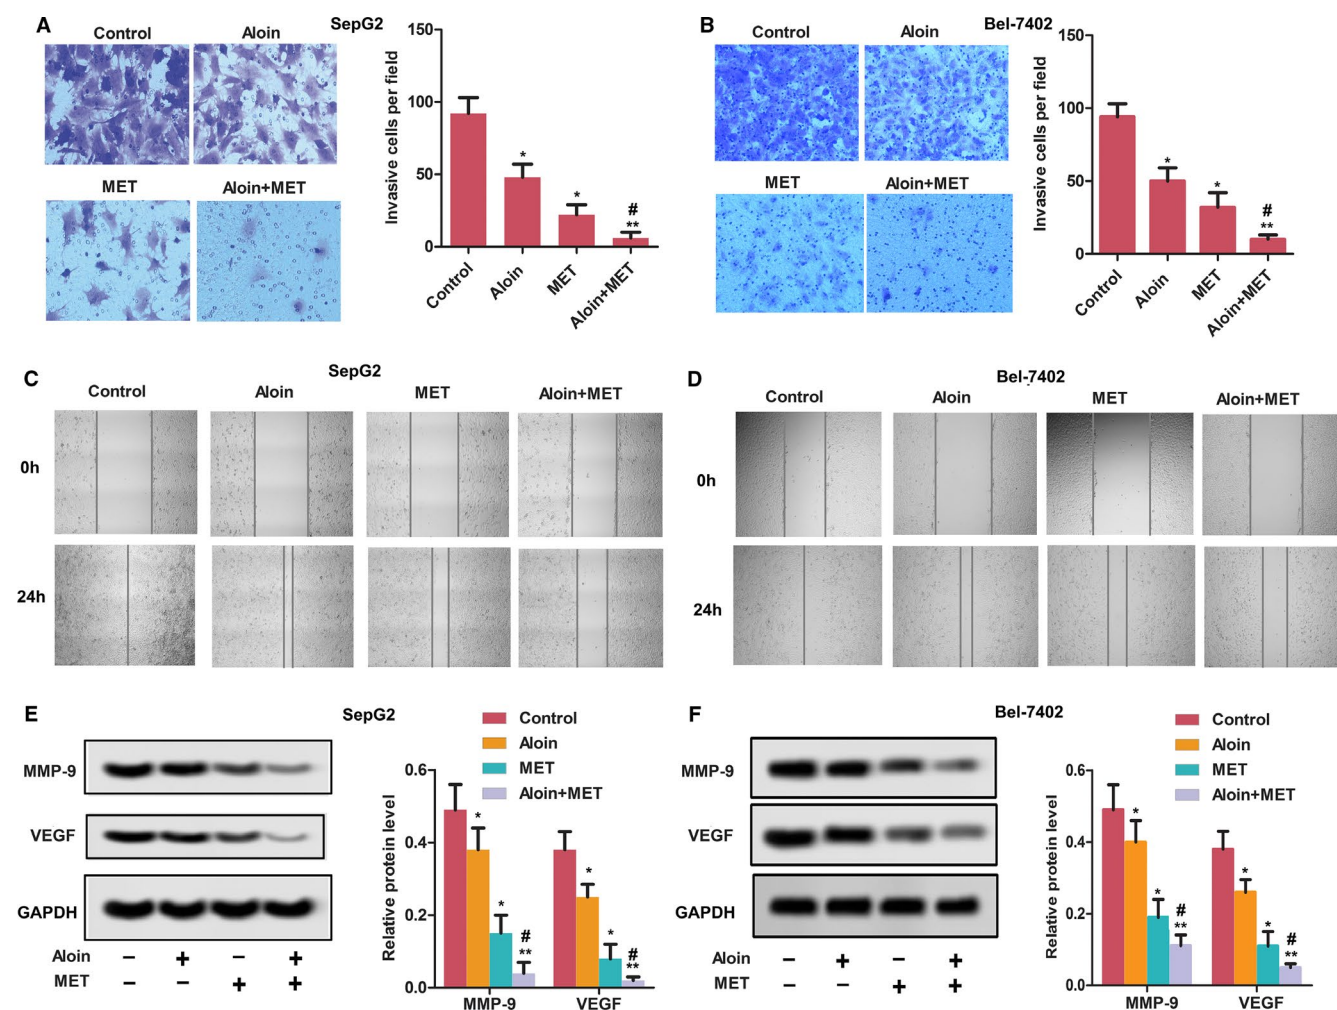 A
Control
Aloin
SepG2
MET
Aloin+MET
Invasive cells per field
150
100
50
0
*
*
#
**
Control
Aloin
MET
Aloin+MET
B
Control
Aloin
Bel-7402
MET
Aloin+MET
Invasive cells per field
150
100
50
0
*
*
#
**
Control
Aloin
MET
Aloin+MET
C
SepG2
Control
Aloin
MET
Aloin+MET
0h
24h
D
Bel-7402
Control
Aloin
MET
Aloin+MET
0h
24h
E
SepG2
MMP-9
VEGF
GAPDH
Aloin − + − +
MET − − + +
Control
Aloin
MET
Aloin+MET
Relative protein level
0.6
0.4
0.2
0.0
*
*
#
**
*
*
#
**
MMP-9 VEGF
F
Bel-7402
MMP-9
VEGF
GAPDH
Aloin − + − +
MET − − + +
Control
Aloin
MET
Aloin+MET
Relative protein level
0.6
0.4
0.2
0.0
*
*
#
**
*
*
#
**
MMP-9 VEGF